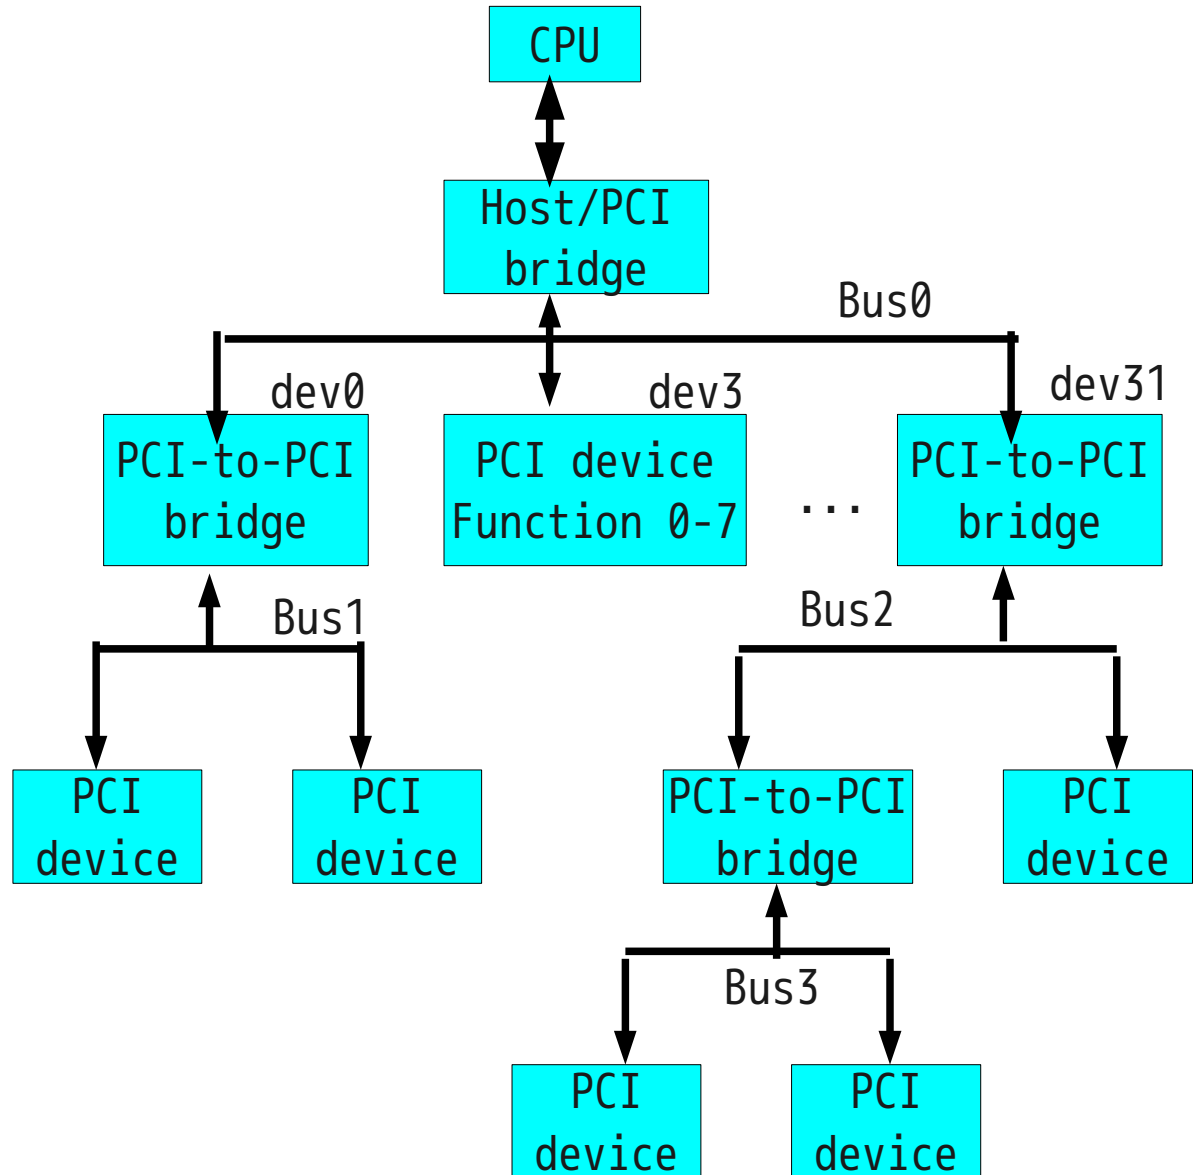 CPU
Host/PCI
bridge
Bus0
dev0
dev3
dev31
PCI-to-PCI
bridge
PCI device
Function 0-7
...
PCI-to-PCI
bridge
Bus1
Bus2
PCI
device
PCI
device
PCI-to-PCI
bridge
PCI
device
Bus3
PCI
device
PCI
device